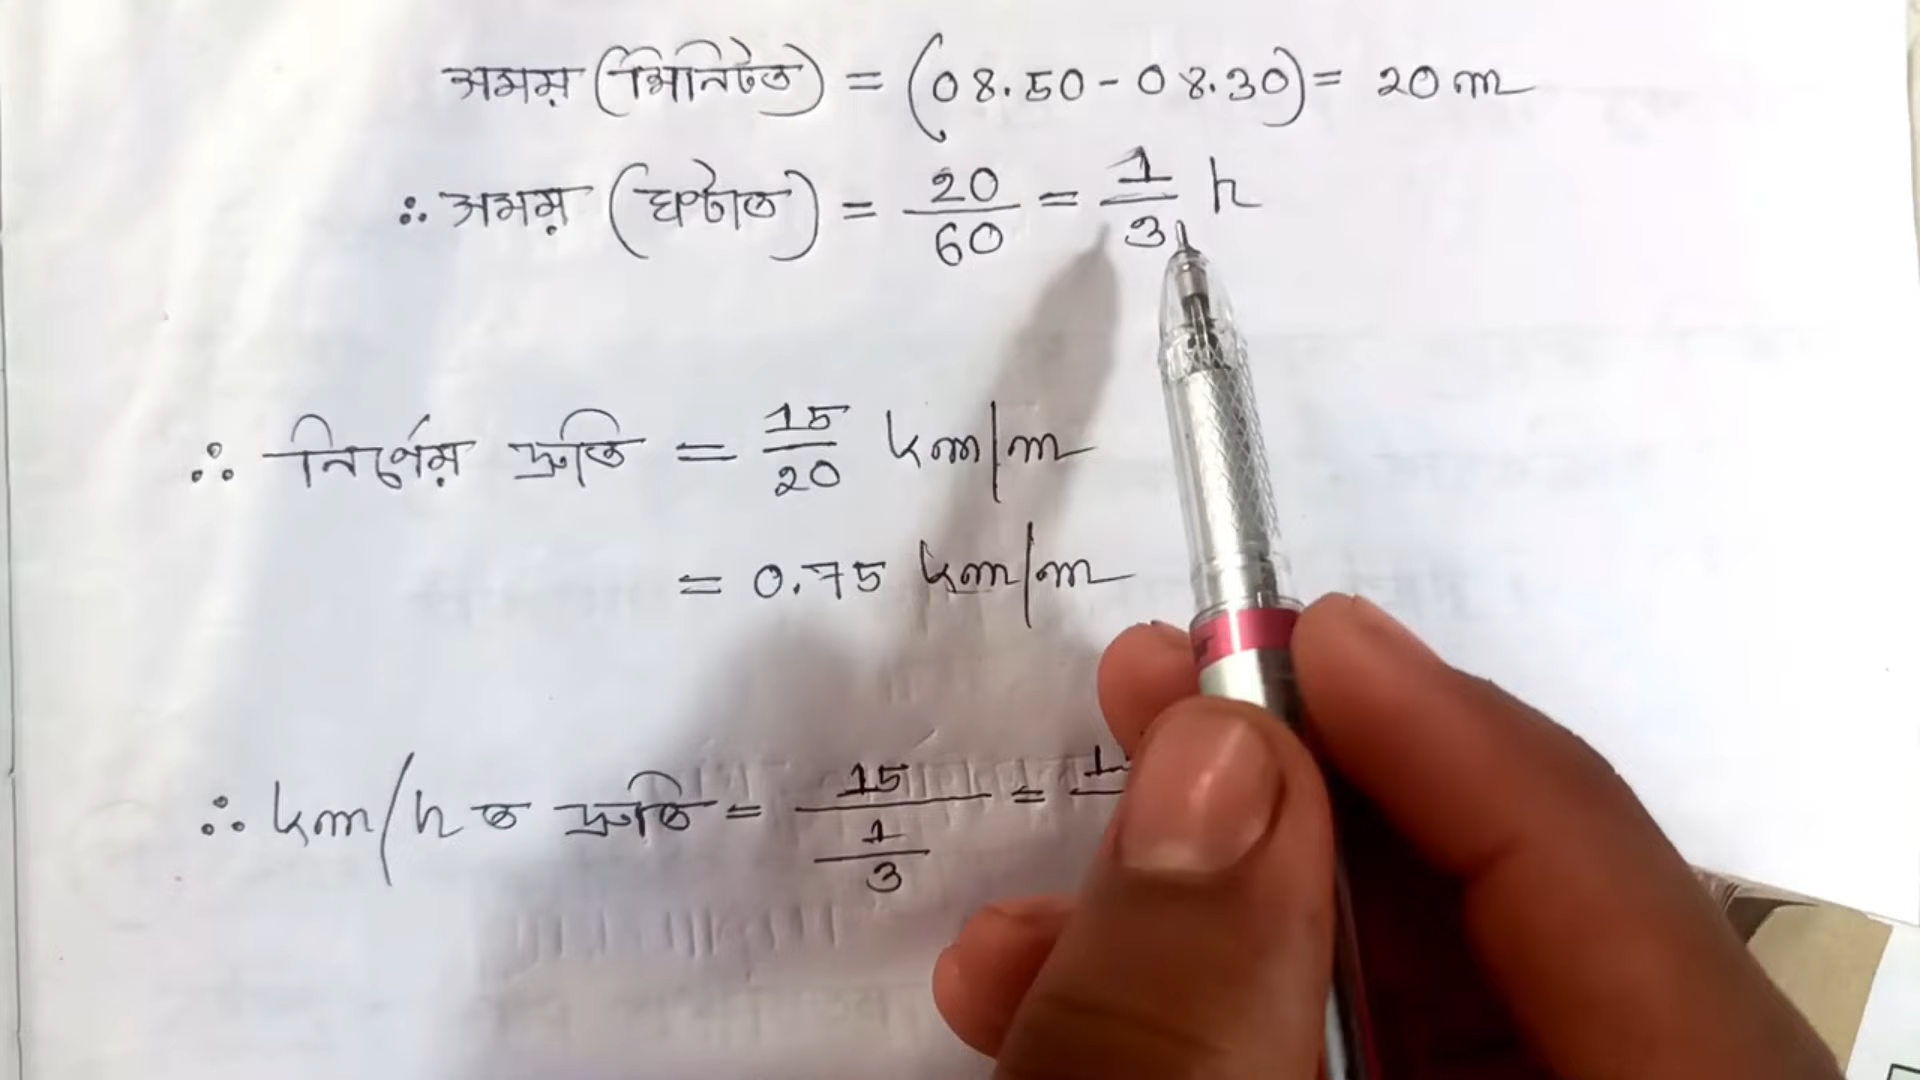 সময় (মিনিটত) = (08.50 - 08.30) = 20 m
∴ সময় (ঘণ্টাত) = 20/60 = 1/3 h
∴ নিৰ্ণেয় দ্ৰুতি = 15/20 km/m
= 0.75 km/m
∴ km/h ত দ্ৰুতি = 15/(1/3) =